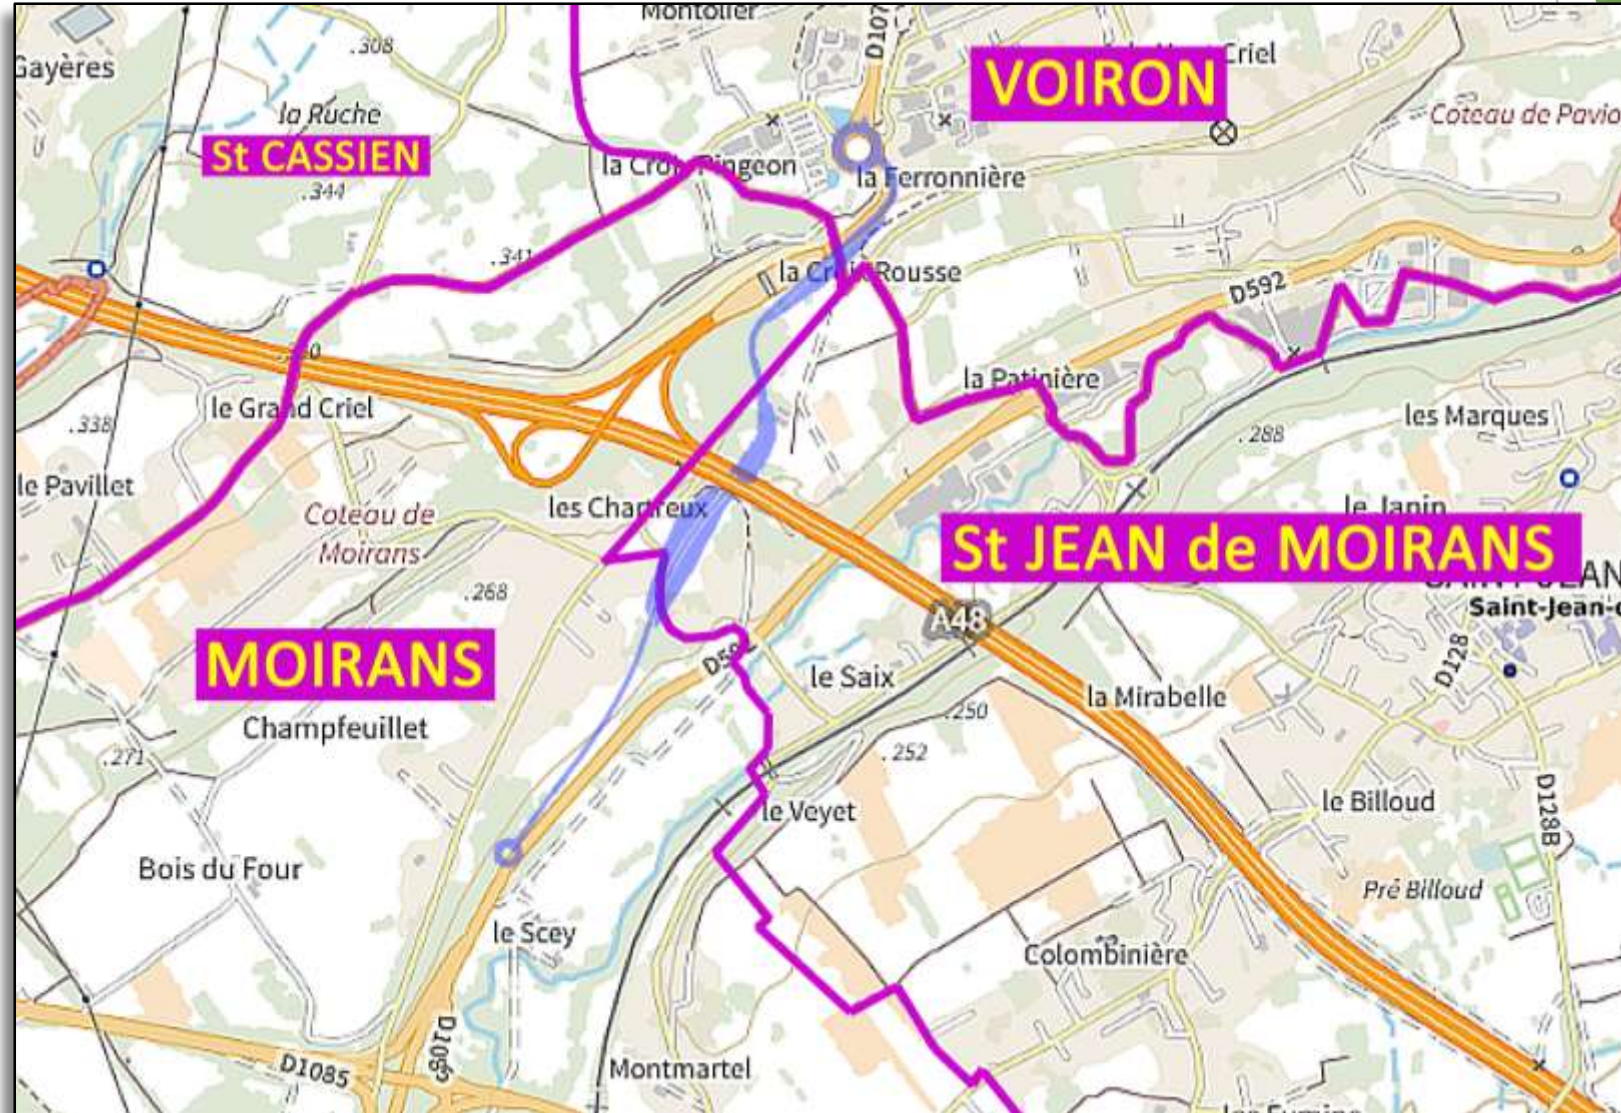 Montolier
D107
Criel
VOIRON
Gayères
.308
la Ruche
Coteau de Pavio
St CASSIEN
.344
la Ferronnière
.341
D592
la Patinière
le Grand Criel
.338
les Marques
.288
le Pavillet
les Chartreux
Coteau de
Moirans
le Janin
St JEAN de MOIRANS
.268
Saint-Jean-
A48
D128
MOIRANS
le Saix
la Mirabelle
.250
Champfeuillet
.271
.252
le Veyet
le Billoud
D128B
Bois du Four
Pré Billoud
le Scey
Colombinière
D1085
Montmartel